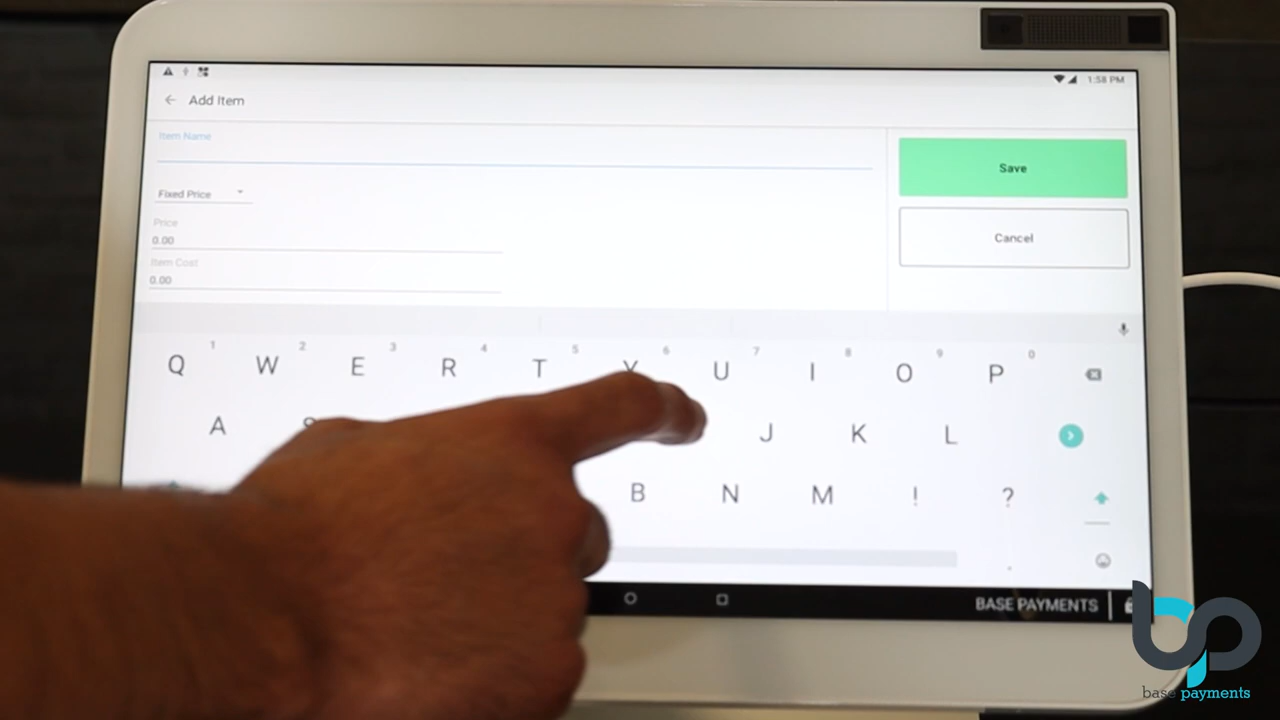 1:58 PM
Add Item
Item Name
Save
Fixed Price
Price
0.00
Cancel
Item Cost
0.00
1 2 3 4 5 6 7 8 9 0
Q W E R T Y U I O P
A S J K L
B N M ! ?
.
BASE PAYMENTS
bp
base payments